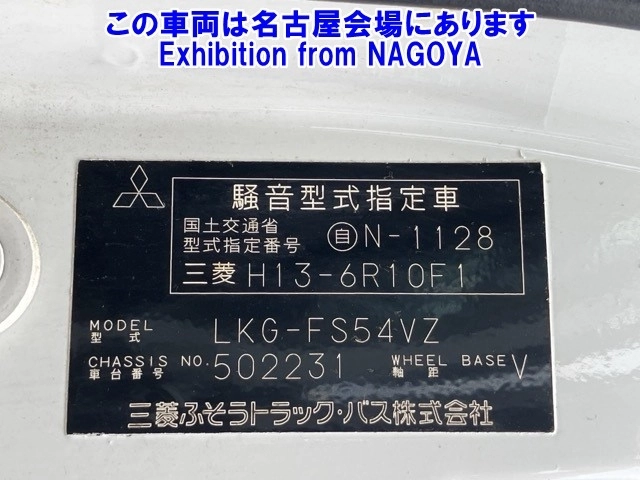 この車両は名古屋会場にあります
Exhibition from NAGOYA
騒音型式指定車
国土交通省
型式指定番号 自N-1128
三菱 H13-6R10F1
MODEL
型式 LKG-FS54VZ
CHASSIS NO.
車台番号 502231 WHEEL BASE
軸距 V
三菱ふそうトラック・バス株式会社